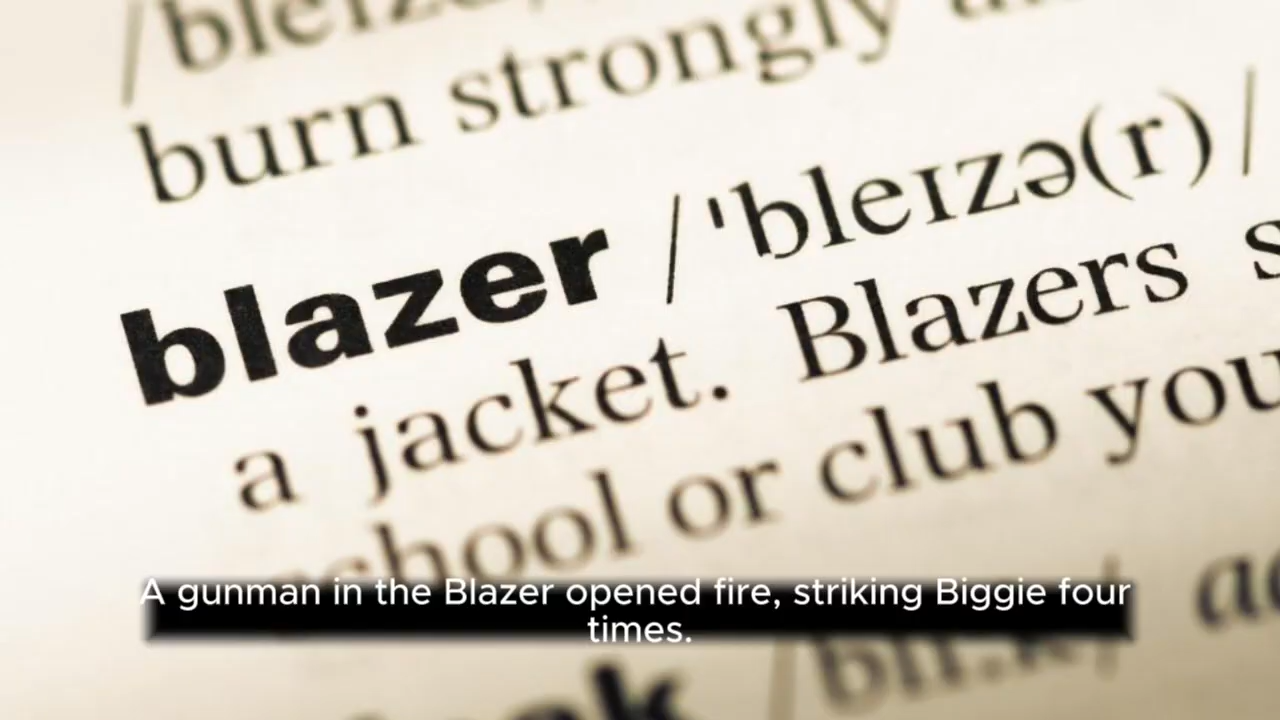 /bleɪz/
burn strongly a
blazer /ˈbleɪzə(r)/
a jacket. Blazers s
school or club you
A gunman in the Blazer opened fire, striking Biggie four
times.